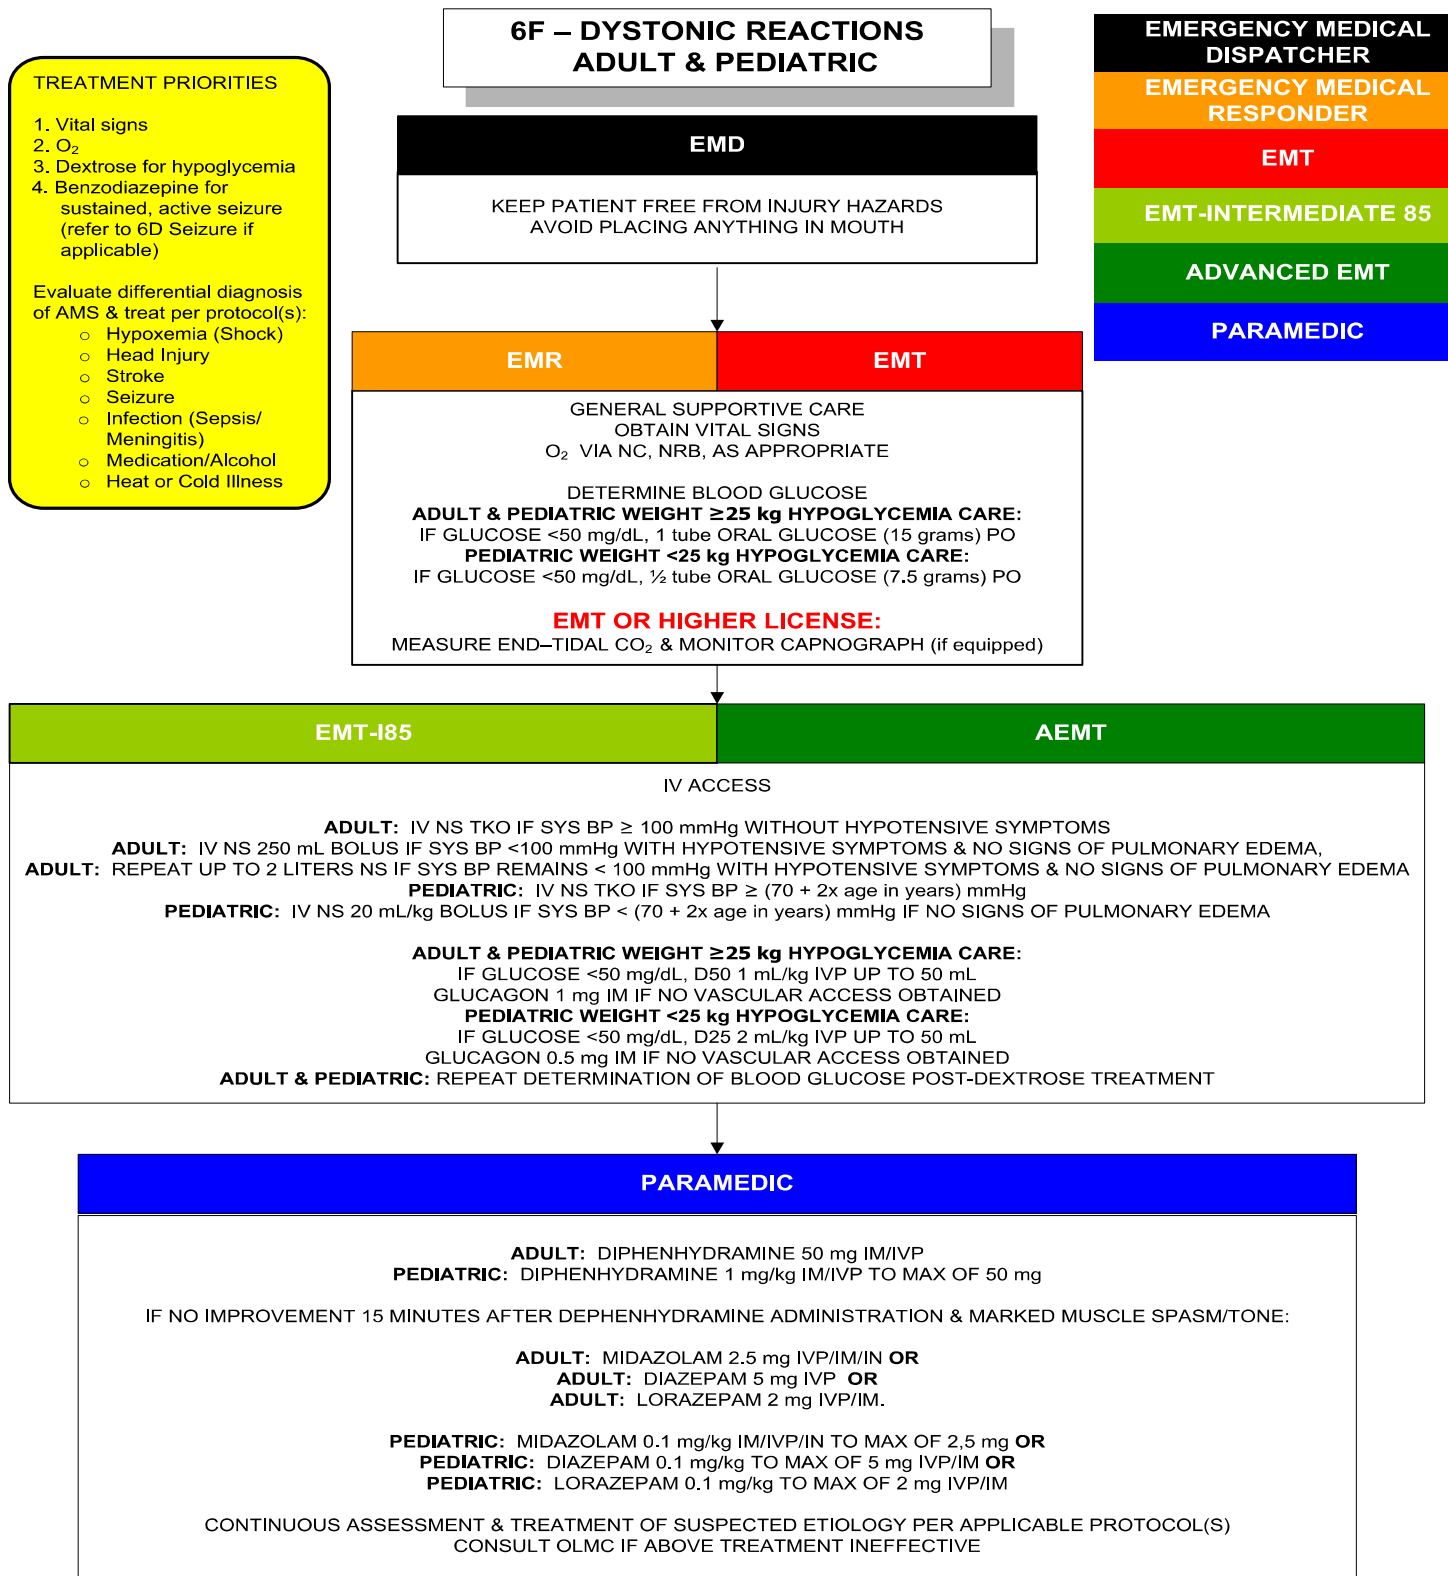 6F – DYSTONIC REACTIONS
ADULT & PEDIATRIC
EMERGENCY MEDICAL
DISPATCHER
EMERGENCY MEDICAL
RESPONDER
EMT
EMT-INTERMEDIATE 85
ADVANCED EMT
PARAMEDIC
TREATMENT PRIORITIES
1. Vital signs
2. O₂
3. Dextrose for hypoglycemia
4. Benzodiazepine for
sustained, active seizure
(refer to 6D Seizure if
applicable)
Evaluate differential diagnosis
of AMS & treat per protocol(s):
o Hypoxemia (Shock)
o Head Injury
o Stroke
o Seizure
o Infection (Sepsis/
Meningitis)
o Medication/Alcohol
o Heat or Cold Illness
EMD
KEEP PATIENT FREE FROM INJURY HAZARDS
AVOID PLACING ANYTHING IN MOUTH
EMR
EMT
GENERAL SUPPORTIVE CARE
OBTAIN VITAL SIGNS
O₂ VIA NC, NRB, AS APPROPRIATE
DETERMINE BLOOD GLUCOSE
ADULT & PEDIATRIC WEIGHT ≥25 kg HYPOGLYCEMIA CARE:
IF GLUCOSE <50 mg/dL, 1 tube ORAL GLUCOSE (15 grams) PO
PEDIATRIC WEIGHT <25 kg HYPOGLYCEMIA CARE:
IF GLUCOSE <50 mg/dL, ½ tube ORAL GLUCOSE (7.5 grams) PO
EMT OR HIGHER LICENSE:
MEASURE END–TIDAL CO₂ & MONITOR CAPNOGRAPH (if equipped)
EMT-I85
AEMT
IV ACCESS
ADULT: IV NS TKO IF SYS BP ≥ 100 mmHg WITHOUT HYPOTENSIVE SYMPTOMS
ADULT: IV NS 250 mL BOLUS IF SYS BP <100 mmHg WITH HYPOTENSIVE SYMPTOMS & NO SIGNS OF PULMONARY EDEMA,
ADULT: REPEAT UP TO 2 LITERS NS IF SYS BP REMAINS < 100 mmHg WITH HYPOTENSIVE SYMPTOMS & NO SIGNS OF PULMONARY EDEMA
PEDIATRIC: IV NS TKO IF SYS BP ≥ (70 + 2x age in years) mmHg
PEDIATRIC: IV NS 20 mL/kg BOLUS IF SYS BP < (70 + 2x age in years) mmHg IF NO SIGNS OF PULMONARY EDEMA
ADULT & PEDIATRIC WEIGHT ≥25 kg HYPOGLYCEMIA CARE:
IF GLUCOSE <50 mg/dL, D50 1 mL/kg IVP UP TO 50 mL
GLUCAGON 1 mg IM IF NO VASCULAR ACCESS OBTAINED
PEDIATRIC WEIGHT <25 kg HYPOGLYCEMIA CARE:
IF GLUCOSE <50 mg/dL, D25 2 mL/kg IVP UP TO 50 mL
GLUCAGON 0.5 mg IM IF NO VASCULAR ACCESS OBTAINED
ADULT & PEDIATRIC: REPEAT DETERMINATION OF BLOOD GLUCOSE POST-DEXTROSE TREATMENT
PARAMEDIC
ADULT: DIPHENHYDRAMINE 50 mg IM/IVP
PEDIATRIC: DIPHENHYDRAMINE 1 mg/kg IM/IVP TO MAX OF 50 mg
IF NO IMPROVEMENT 15 MINUTES AFTER DEPHENHYDRAMINE ADMINISTRATION & MARKED MUSCLE SPASM/TONE:
ADULT: MIDAZOLAM 2.5 mg IVP/IM/IN OR
ADULT: DIAZEPAM 5 mg IVP OR
ADULT: LORAZEPAM 2 mg IVP/IM.
PEDIATRIC: MIDAZOLAM 0.1 mg/kg IM/IVP/IN TO MAX OF 2,5 mg OR
PEDIATRIC: DIAZEPAM 0.1 mg/kg TO MAX OF 5 mg IVP/IM OR
PEDIATRIC: LORAZEPAM 0.1 mg/kg TO MAX OF 2 mg IVP/IM
CONTINUOUS ASSESSMENT & TREATMENT OF SUSPECTED ETIOLOGY PER APPLICABLE PROTOCOL(S)
CONSULT OLMC IF ABOVE TREATMENT INEFFECTIVE